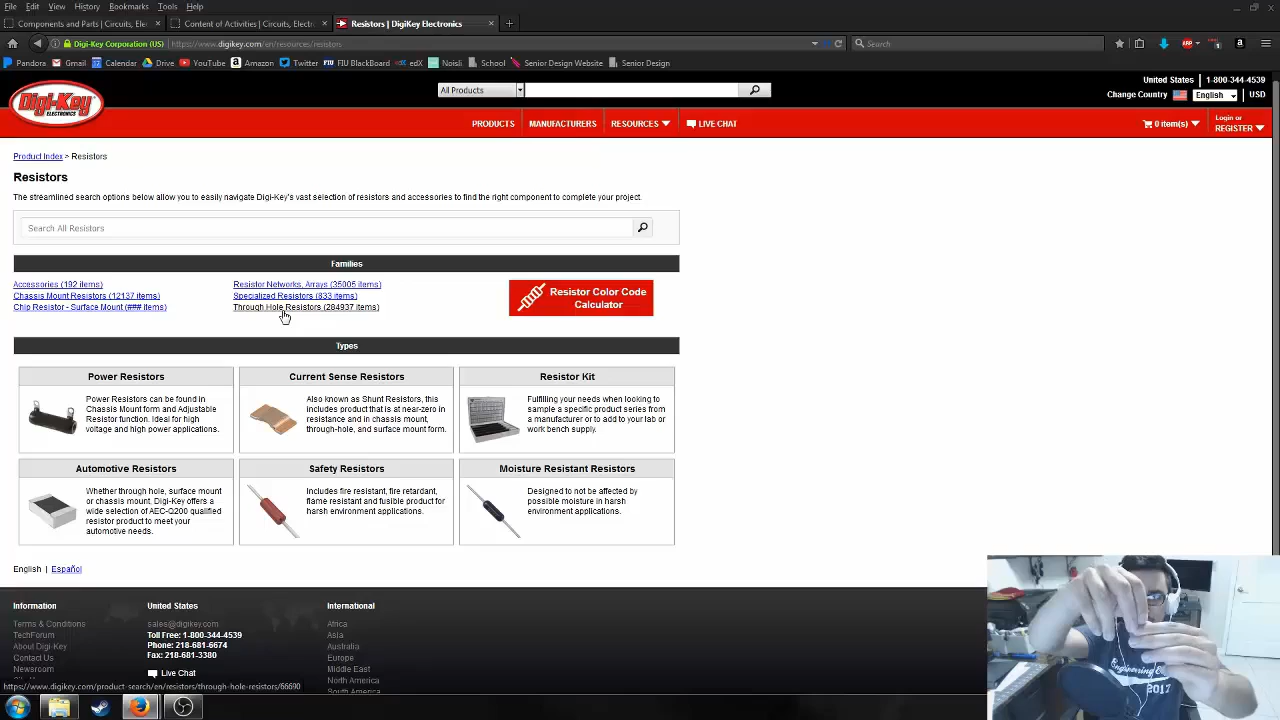 File Edit View History Bookmarks Tools Help
Components and Parts | Circuits, Ele
Content of Activities | Circuits, Electr
Resistors | DigiKey Electronics
Digi-Key Corporation (US)
https://www.digikey.com/en/resources/resistors
Search
Pandora Gmail Calendar Drive YouTube Amazon Twitter FIU BlackBoard edX Noisli School Senior Design Website Senior Design
Digi-Key
ELECTRONICS
All Products
United States 1-800-344-4539
Change Country English USD
PRODUCTS MANUFACTURERS RESOURCES LIVE CHAT
0 item(s)
Login or
REGISTER
Product Index > Resistors
Resistors
The streamlined search options below allow you to easily navigate Digi-Key's vast selection of resistors and accessories to find the right component to complete your project.
Search All Resistors
Families
Accessories (192 items)
Chassis Mount Resistors (12137 items)
Chip Resistor - Surface Mount (### items)
Resistor Networks, Arrays (35005 items)
Specialized Resistors (833 items)
Through Hole Resistors (284937 items)
Resistor Color Code
Calculator
Types
Power Resistors
Power Resistors can be found in
Chassis Mount form and Adjustable
Resistor function. Ideal for high
voltage and high power applications.
Current Sense Resistors
Also known as Shunt Resistors, this
includes product that is at near-zero in
resistance and in chassis mount,
through-hole, and surface mount form.
Resistor Kit
Fulfilling your needs when looking to
sample a specific product series from
a manufacturer or to add to your lab or
work bench supply.
Automotive Resistors
Whether through hole, surface mount
or chassis mount, Digi-Key offers a
wide selection of AEC-Q200 qualified
resistor product to meet your
automotive needs.
Safety Resistors
Includes fire resistant, fire retardant,
flame resistant and fusible product for
harsh environment applications.
Moisture Resistant Resistors
Designed to not be affected by
possible moisture in harsh
environment applications.
English | Español
Information
Terms & Conditions
TechForum
About Digi-Key
Contact Us
Newsroom
United States
sales@digikey.com
Toll Free: 1-800-344-4539
Phone: 218-681-6674
Fax: 218-681-3380
Live Chat
International
Africa
Asia
Australia
Europe
Middle East
North America
South America
https://www.digikey.com/product-search/en/resistors/through-hole-resistors/66690
2017